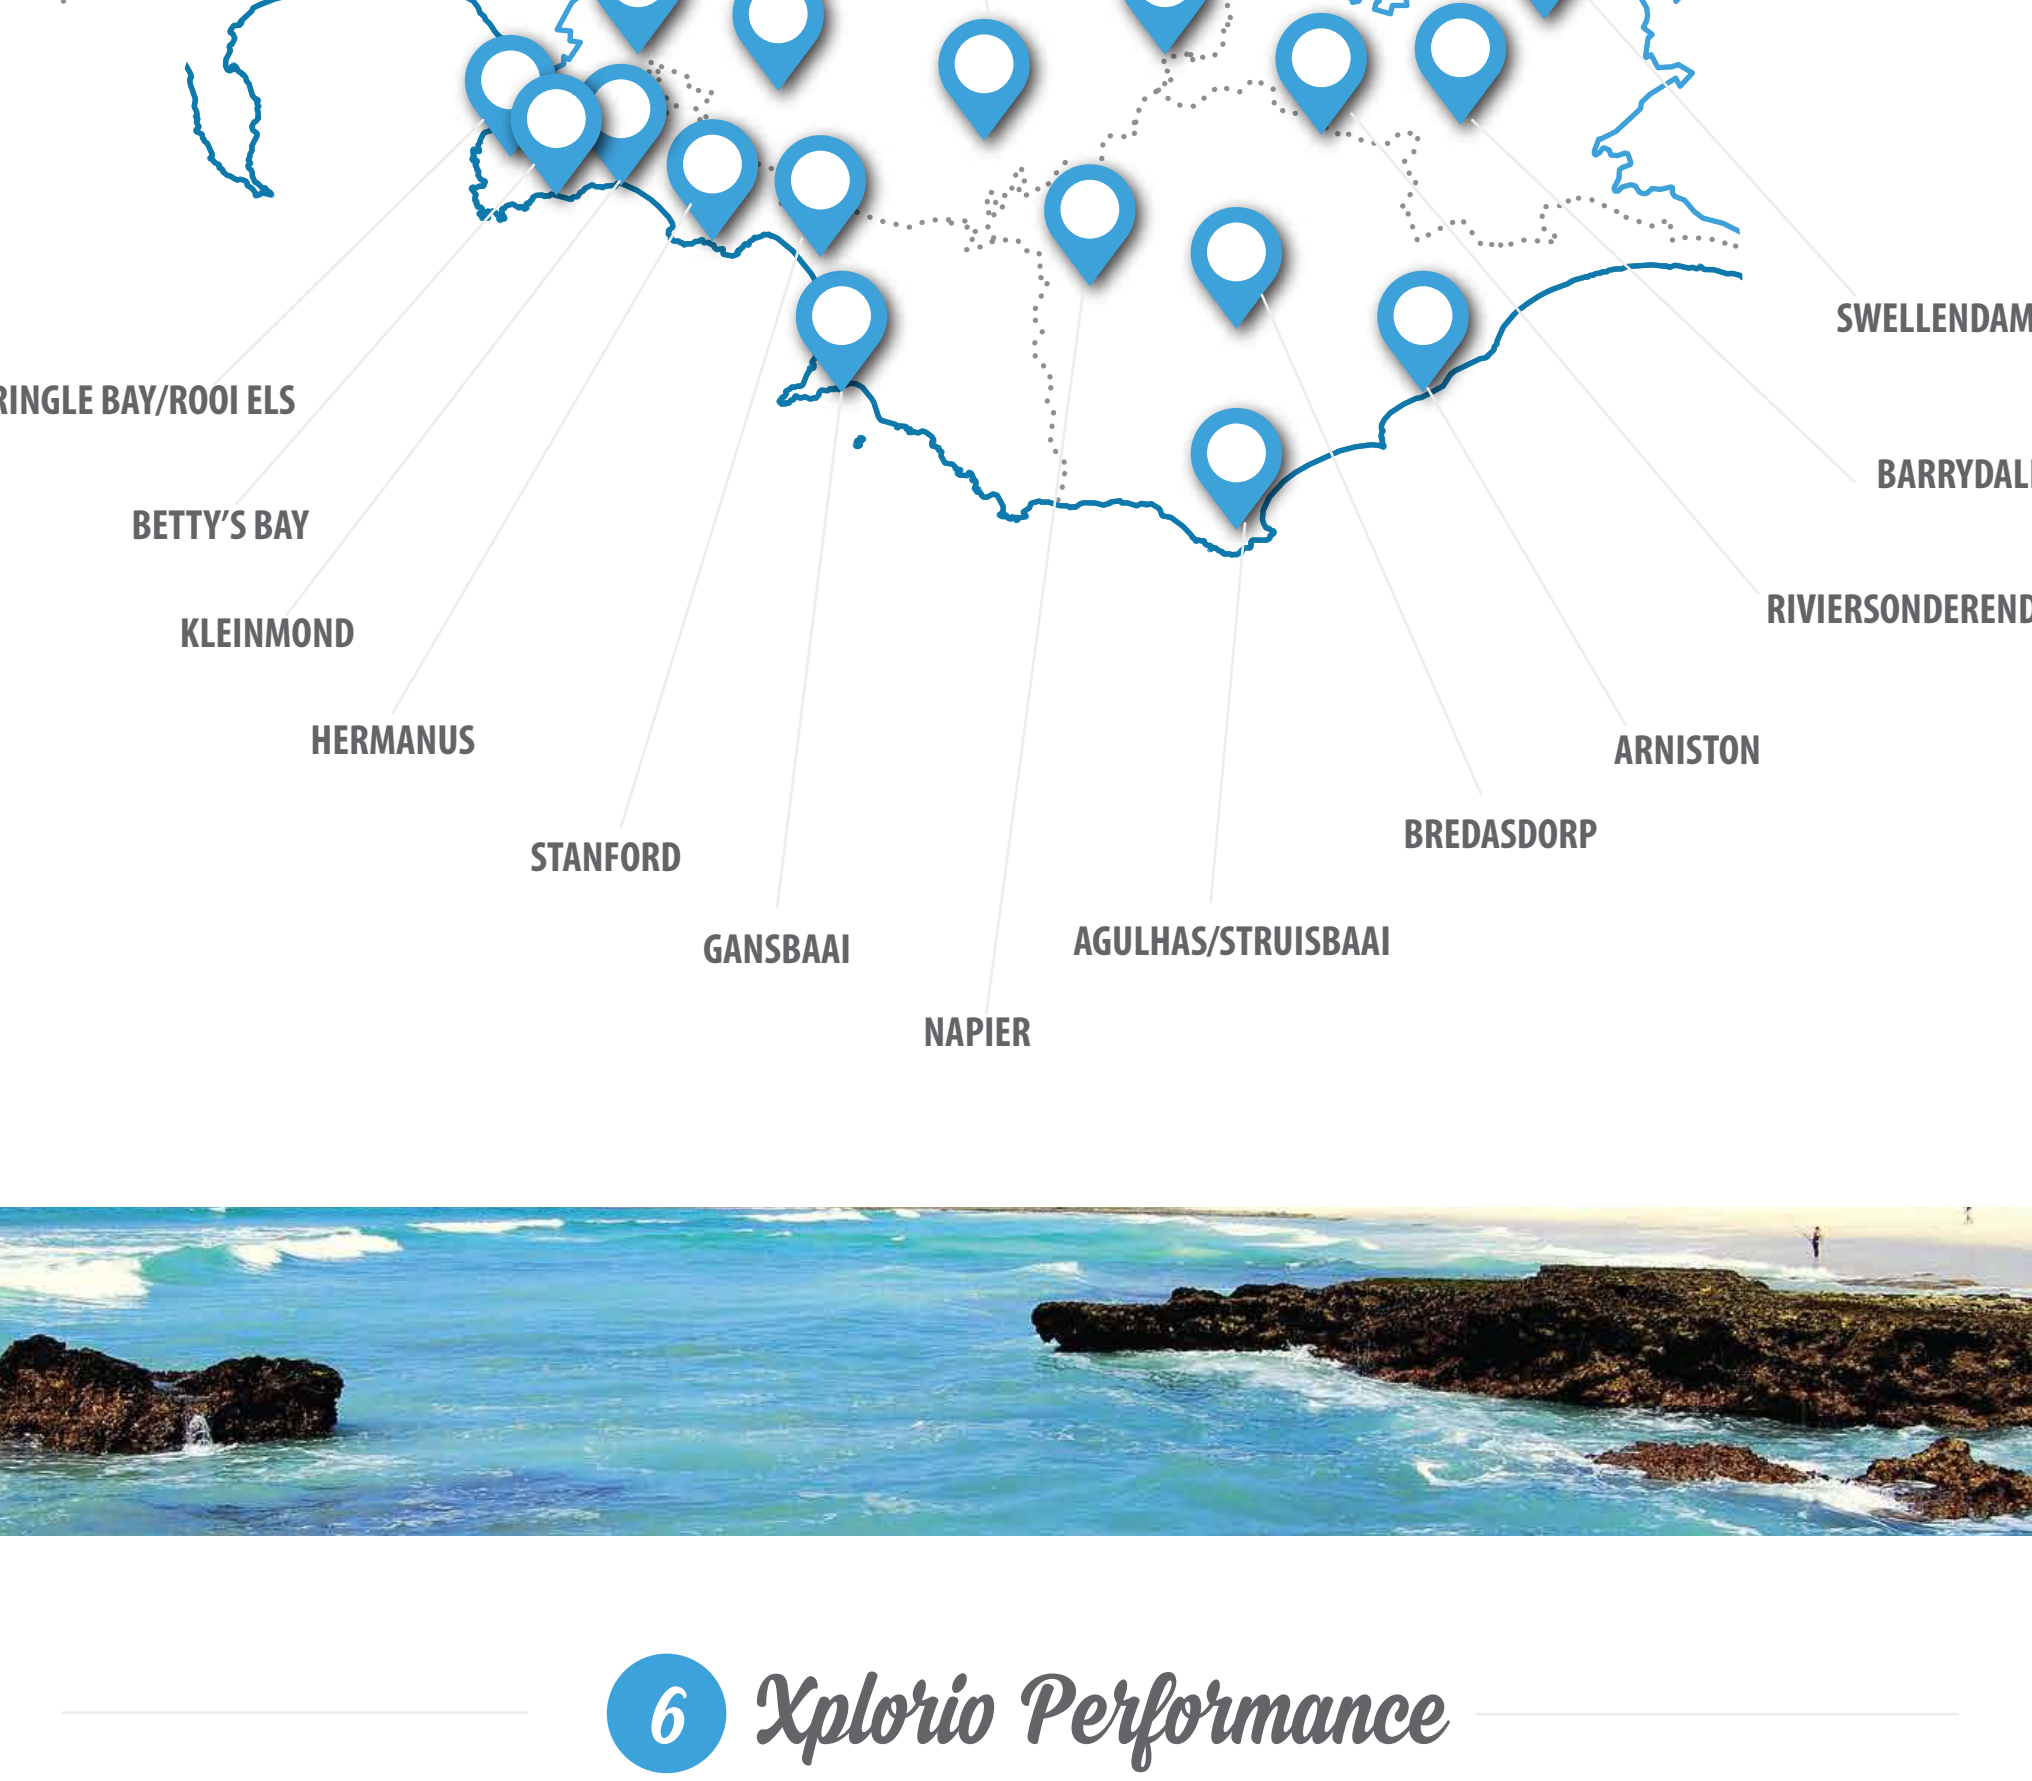 SWELLENDAM
RINGLE BAY/ROOI ELS
BARRYDAL
BETTY'S BAY
RIVIERSONDEREND
KLEINMOND
HERMANUS
ARNISTON
BREDASDORP
STANFORD
AGULHAS/STRUISBAAI
GANSBAAI
NAPIER
6 Xplorio Performance